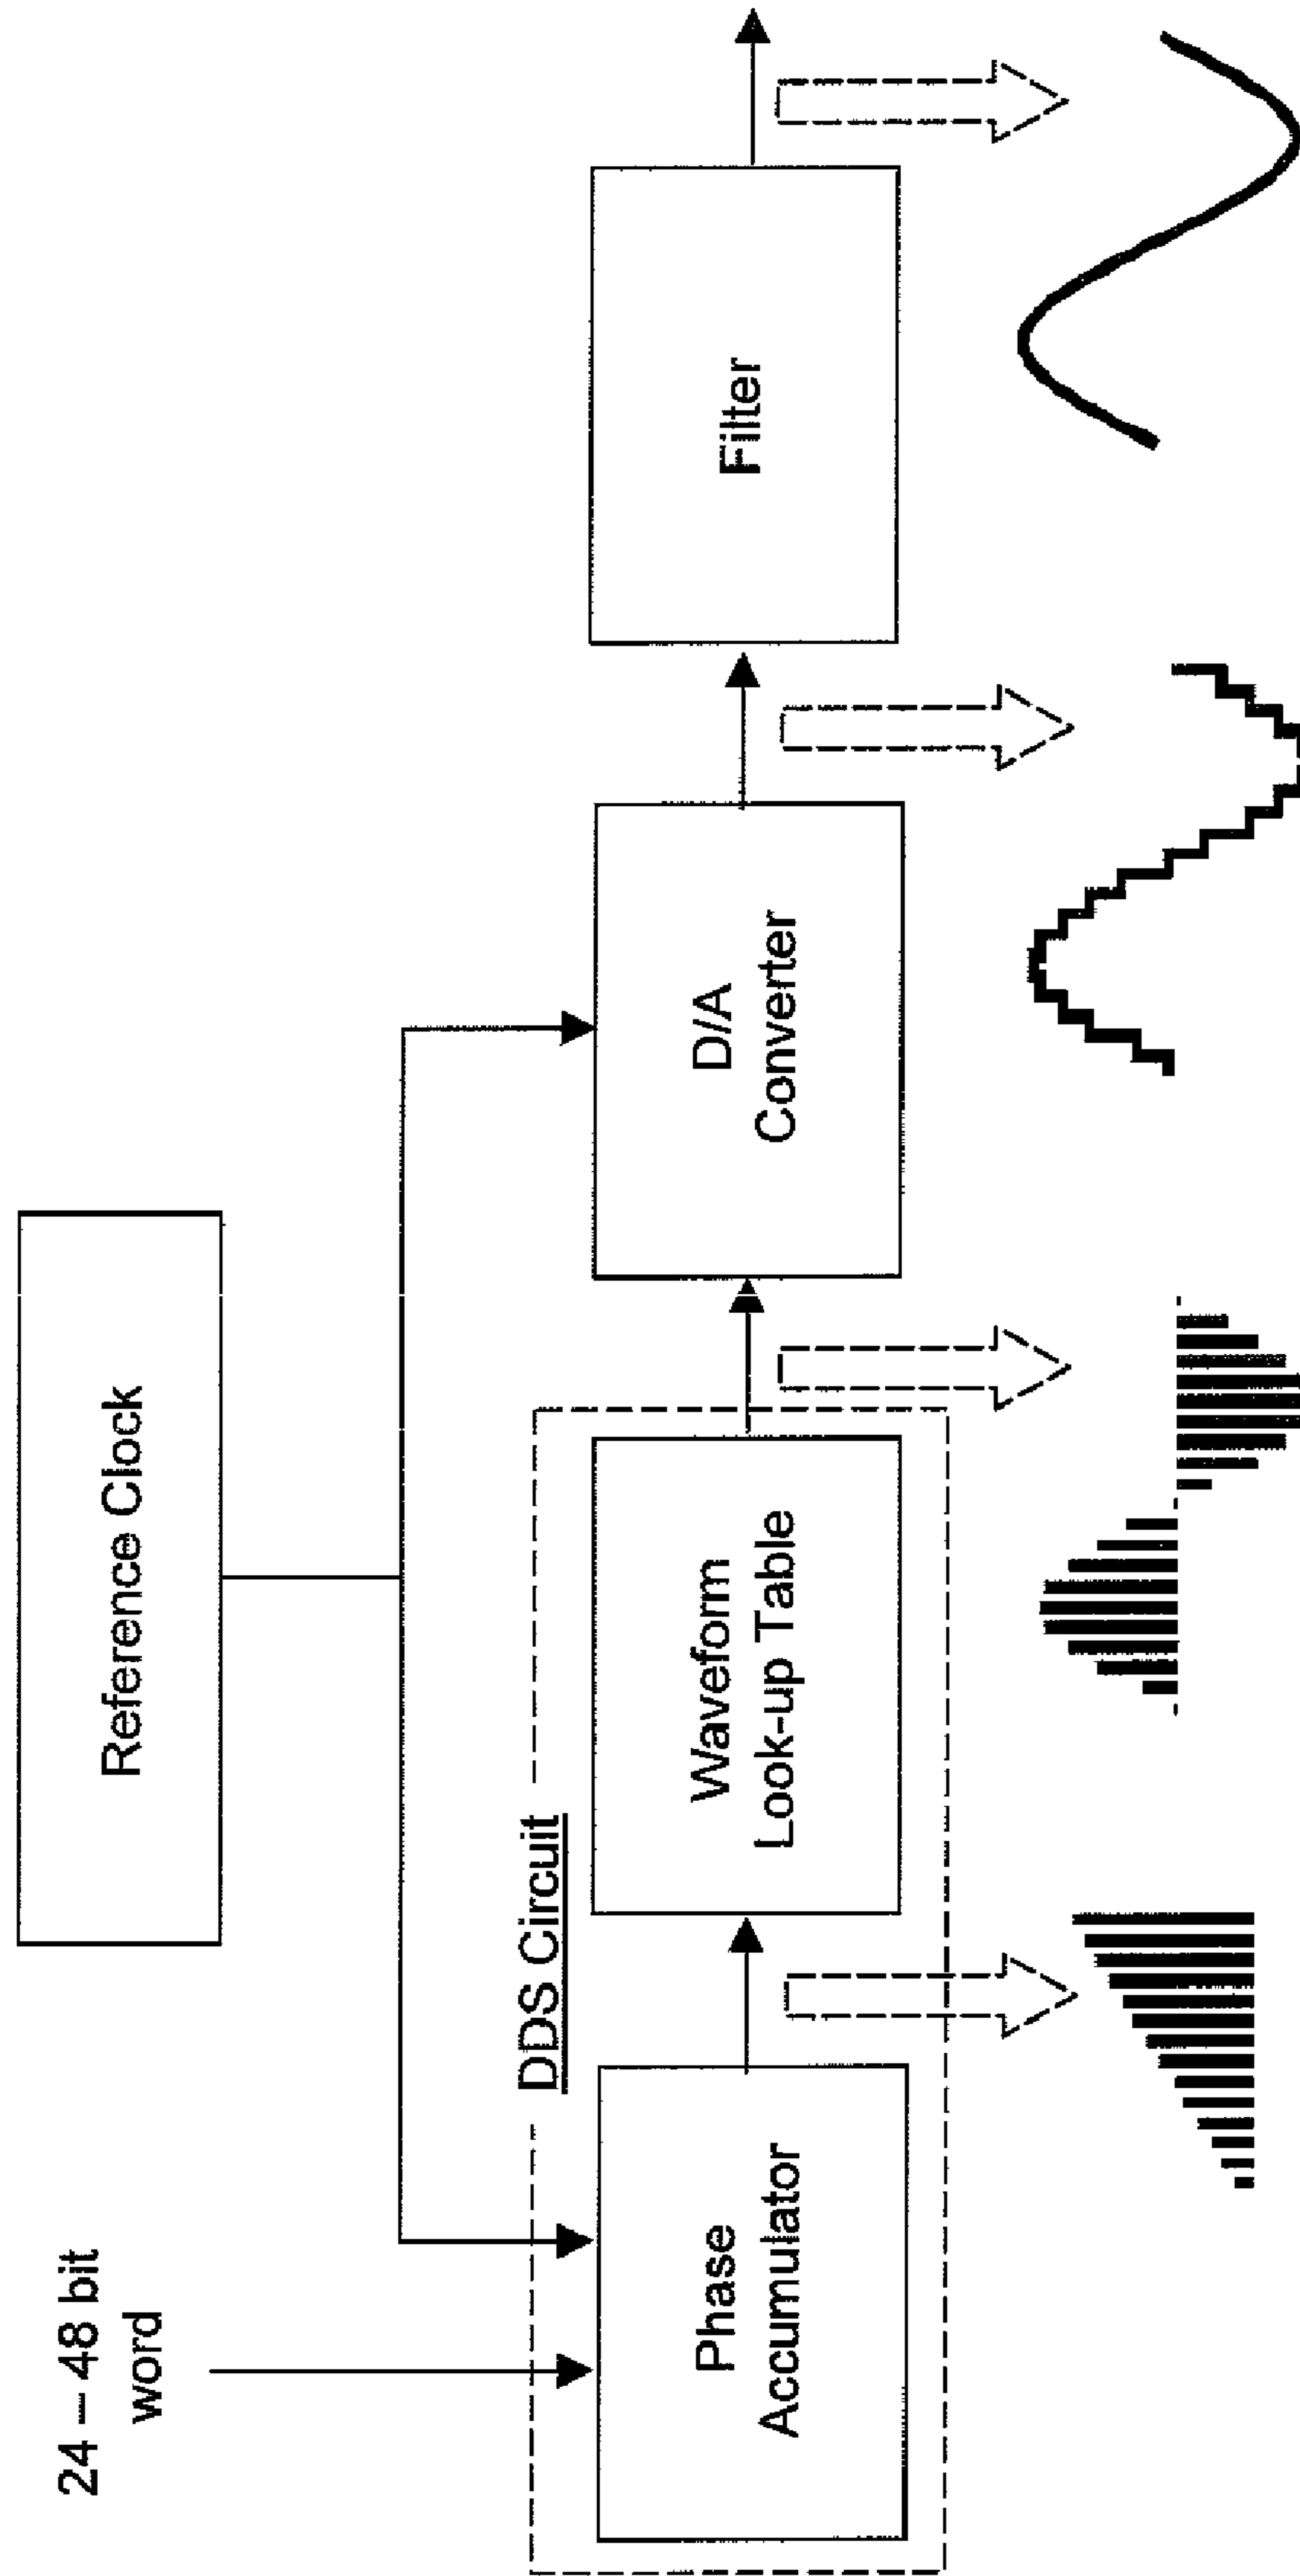 24 – 48 bit
word
Reference Clock
DDS Circuit
Phase
Accumulator
Waveform
Look-up Table
D/A
Converter
Filter